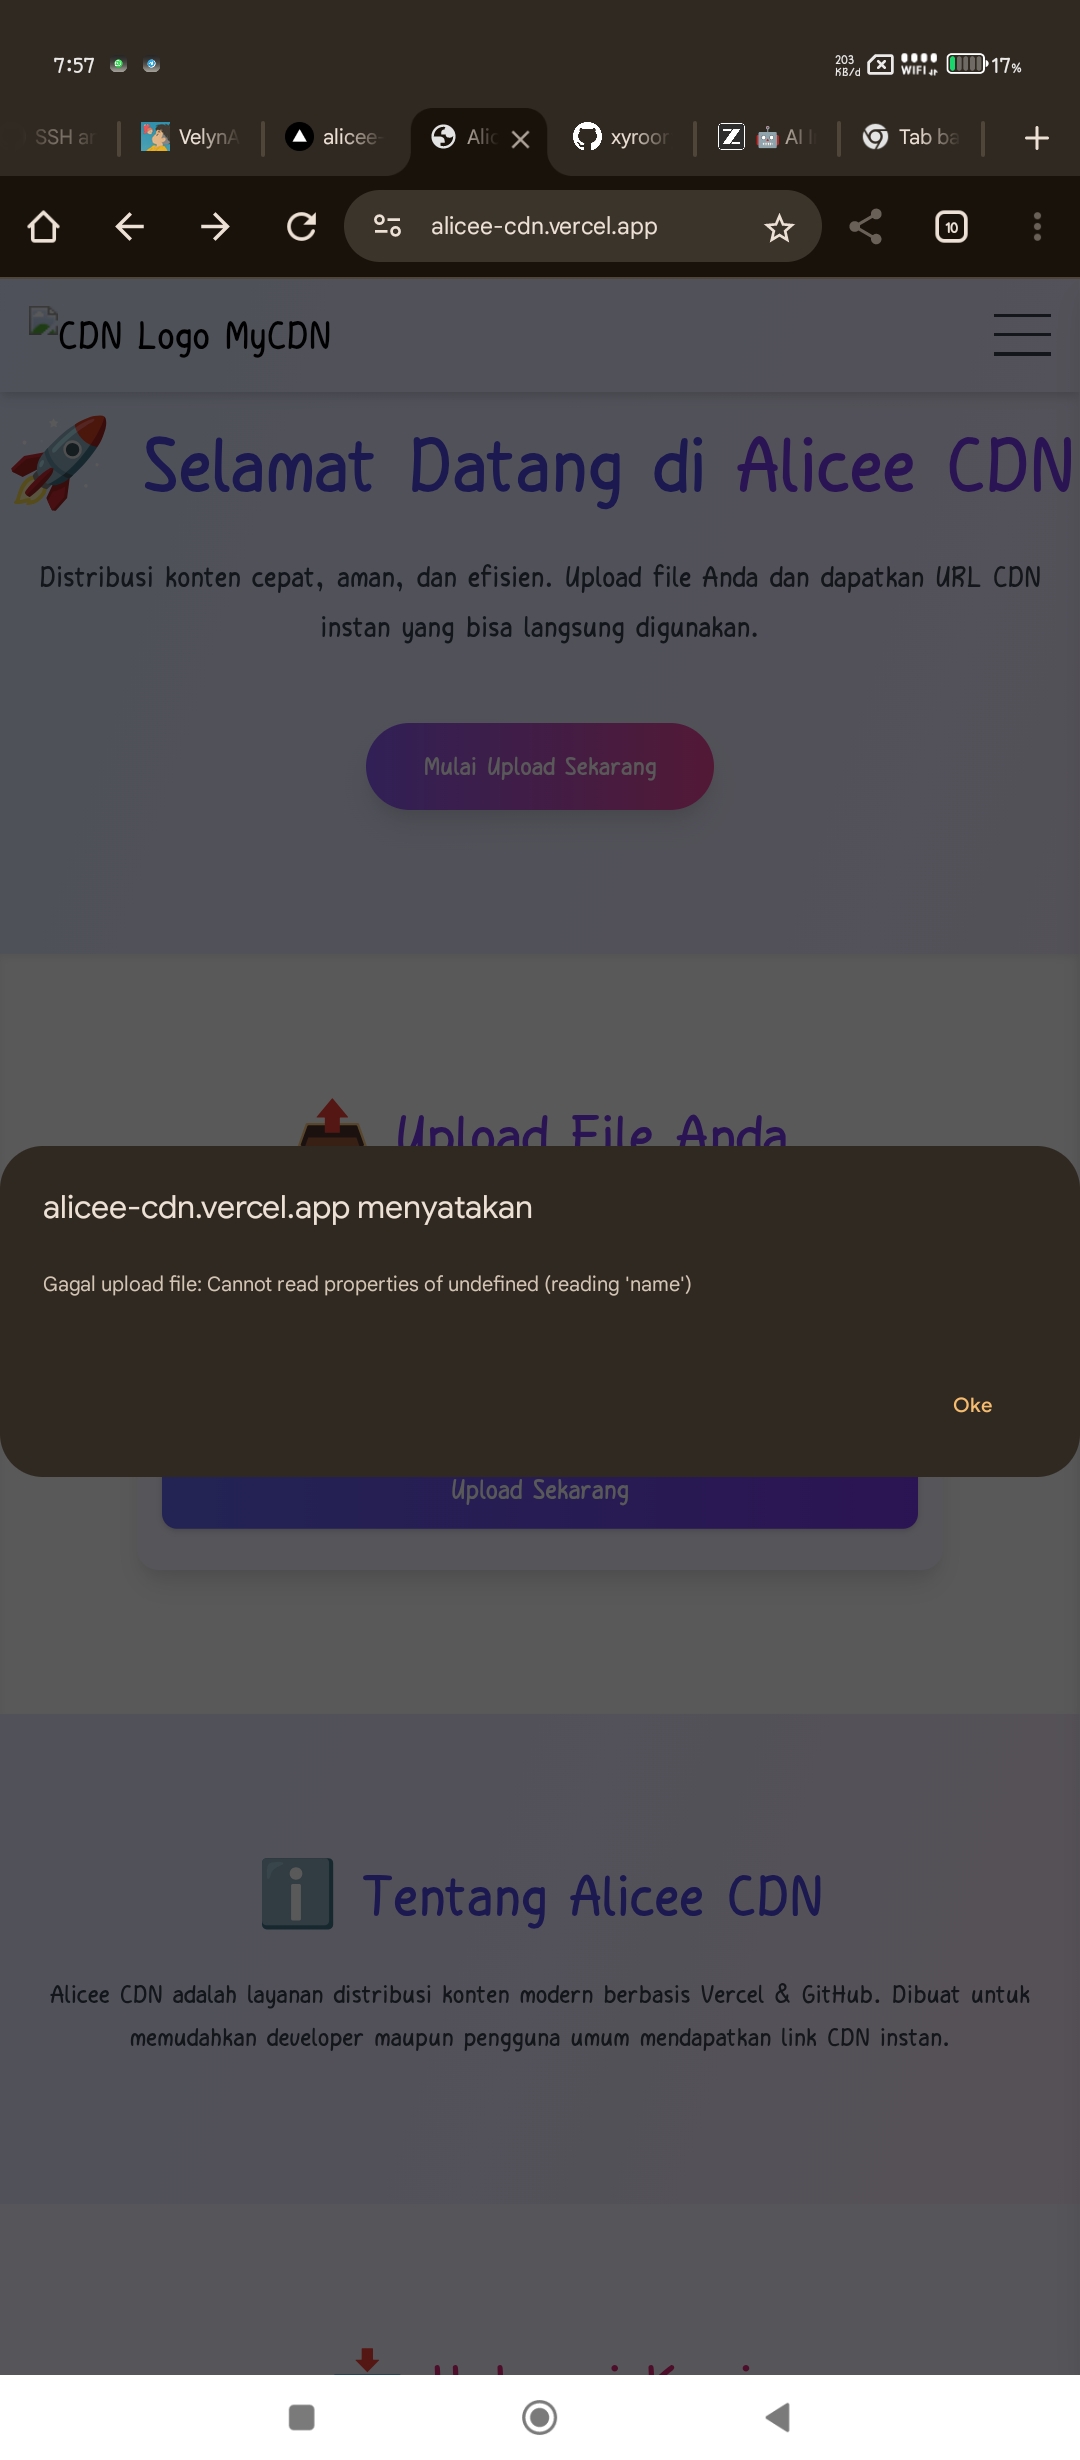 7:57
203
KB/d
WIFI
17%
SSH ar
VelynA
alicee-
Alic
xyroor
AI I
Tab ba
alicee-cdn.vercel.app
10
CDN Logo MyCDN
Selamat Datang di Alicee CDN
Distribusi konten cepat, aman, dan efisien. Upload file Anda dan dapatkan URL CDN
instan yang bisa langsung digunakan.
Mulai Upload Sekarang
Upload File Anda
alicee-cdn.vercel.app menyatakan
Gagal upload file: Cannot read properties of undefined (reading 'name')
Oke
Upload Sekarang
Tentang Alicee CDN
Alicee CDN adalah layanan distribusi konten modern berbasis Vercel & GitHub. Dibuat untuk
memudahkan developer maupun pengguna umum mendapatkan link CDN instan.